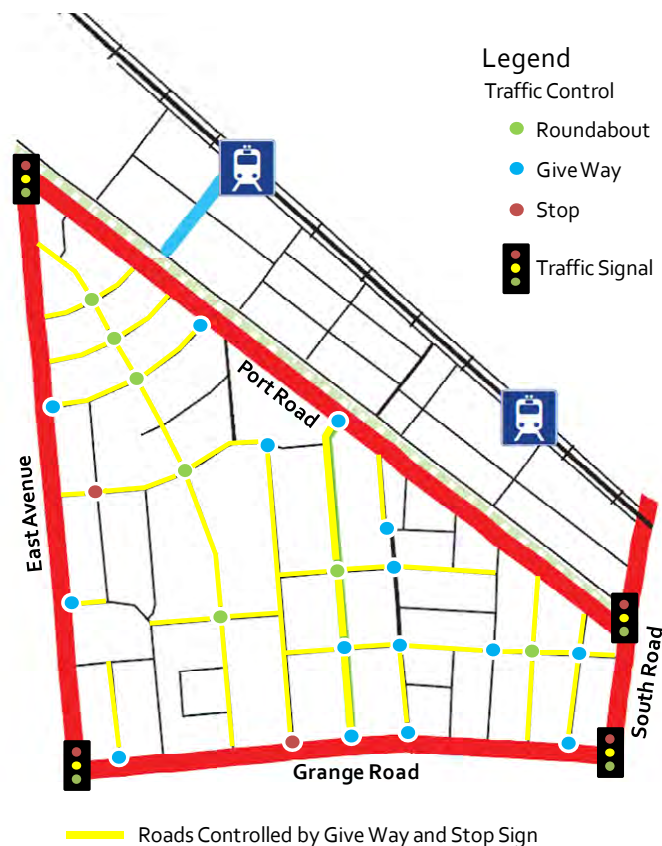 Legend
Traffic Control
Roundabout
Give Way
Stop
Traffic Signal
Port Road
East Avenue
South Road
Grange Road
Roads Controlled by Give Way and Stop Sign